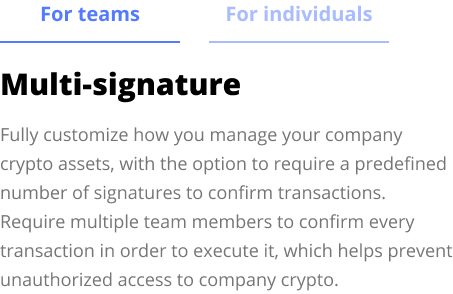 For teams For individuals
Multi-signature
Fully customize how you manage your company
crypto assets, with the option to require a predefined
number of signatures to confirm transactions.
Require multiple team members to confirm every
transaction in order to execute it, which helps prevent
unauthorized access to company crypto.